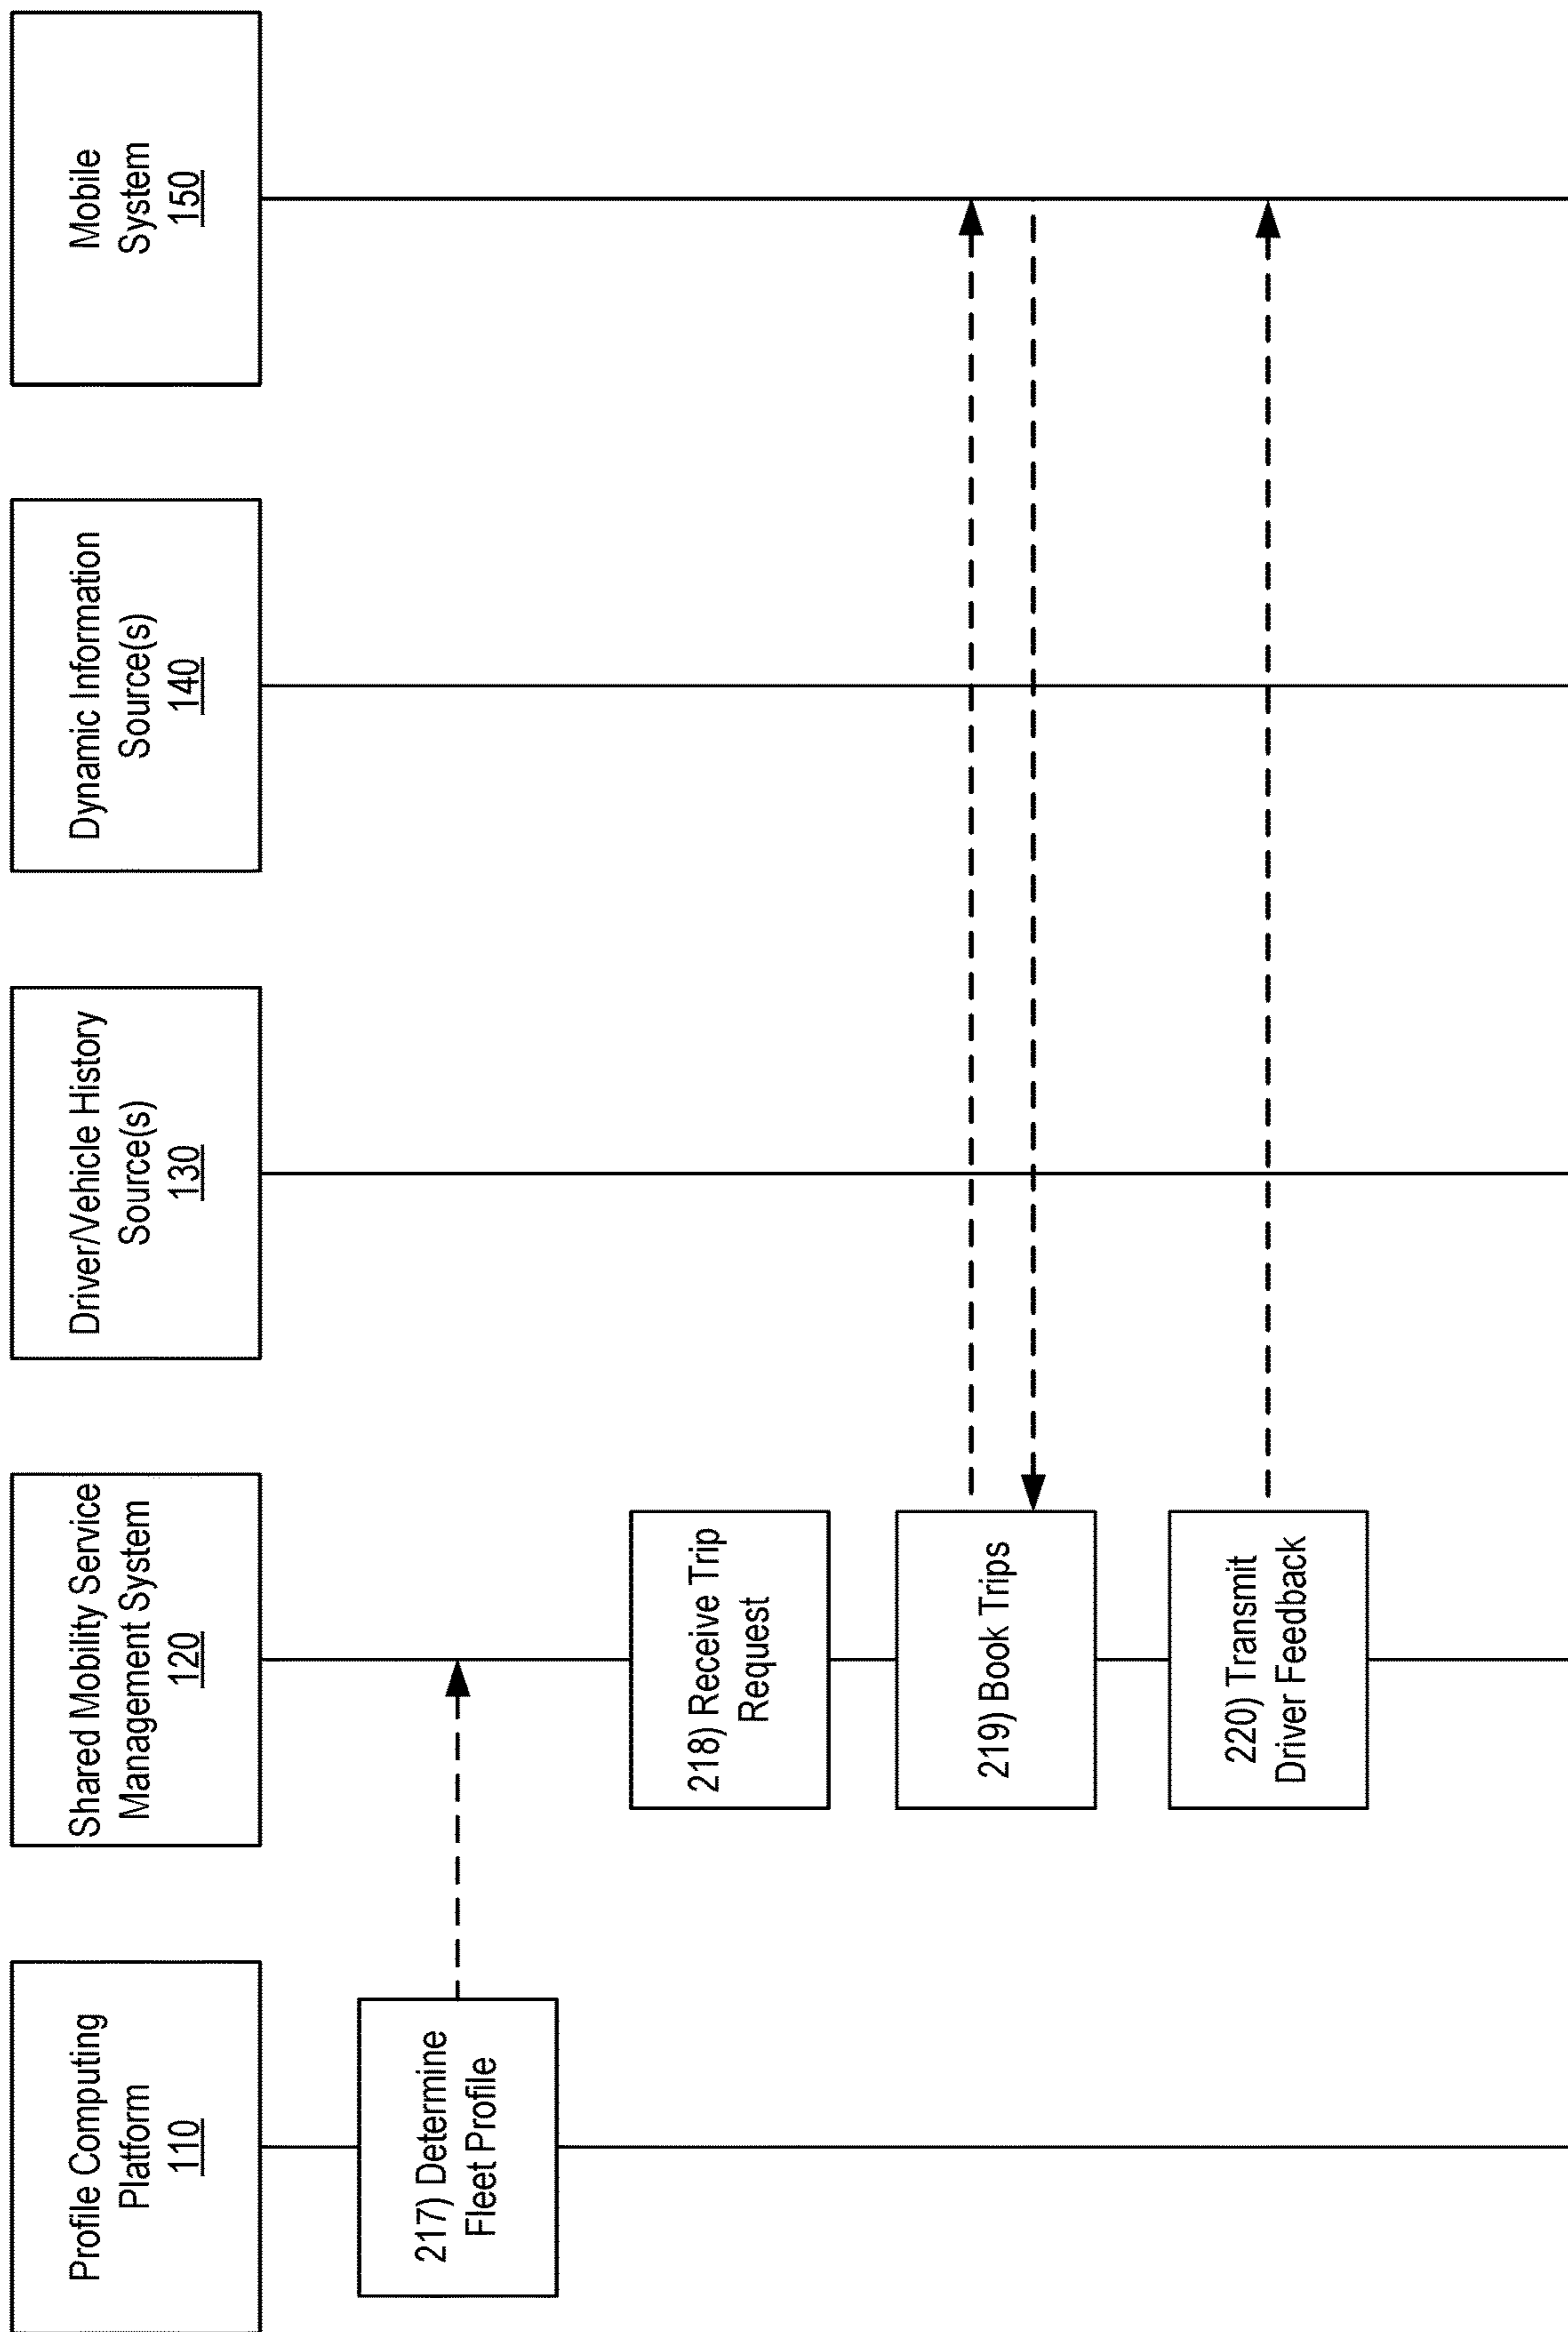 Profile Computing
Platform
110
Shared Mobility Service
Management System
120
Driver/Vehicle History
Source(s)
130
Dynamic Information
Source(s)
140
Mobile
System
150
217) Determine
Fleet Profile
218) Receive Trip
Request
219) Book Trips
220) Transmit
Driver Feedback